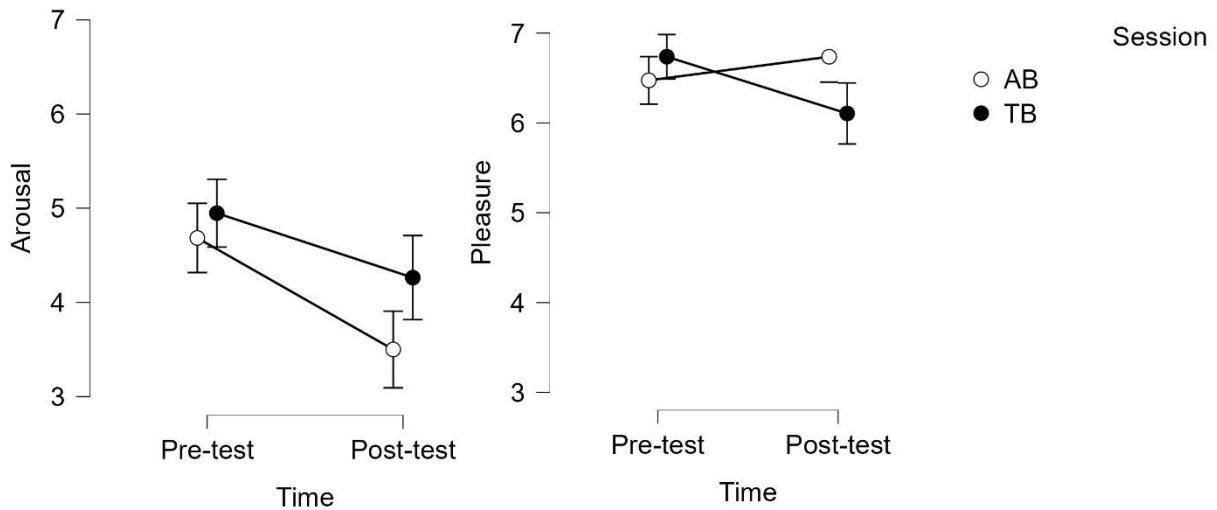 7
6
5
4
3
Arousal
Pre-test
Post-test
Time
7
6
5
4
3
Pleasure
Pre-test
Post-test
Time
Session
AB
TB